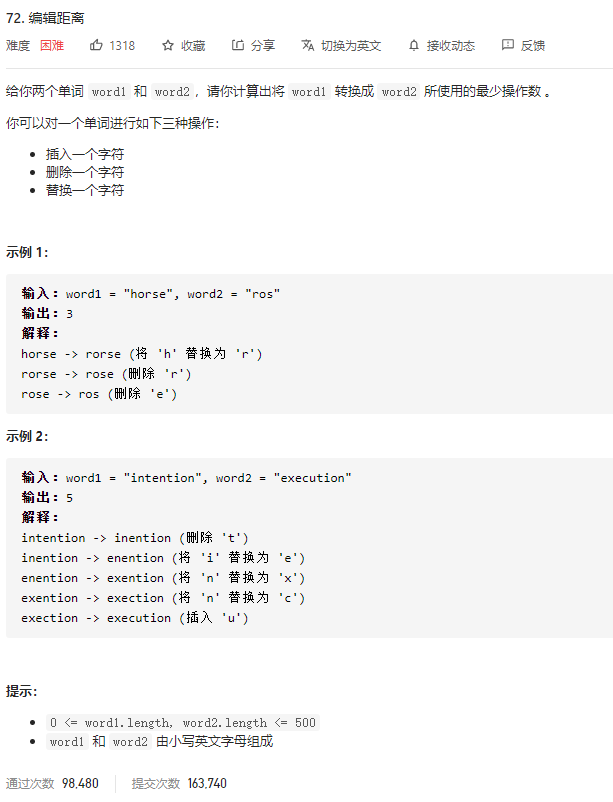 72. 编辑距离
难度 困难 1318 收藏 分享 切换为英文 接收动态 反馈
给你两个单词 word1 和 word2，请你计算出将 word1 转换成 word2 所使用的最少操作数 。
你可以对一个单词进行如下三种操作：
• 插入一个字符
• 删除一个字符
• 替换一个字符
示例 1：
输入：word1 = "horse", word2 = "ros"
输出：3
解释：
horse -> rorse (将 'h' 替换为 'r')
rorse -> rose (删除 'r')
rose -> ros (删除 'e')
示例 2：
输入：word1 = "intention", word2 = "execution"
输出：5
解释：
intention -> inention (删除 't')
inention -> enention (将 'i' 替换为 'e')
enention -> exention (将 'n' 替换为 'x')
exention -> exection (将 'n' 替换为 'c')
exection -> execution (插入 'u')
提示：
• 0 <= word1.length, word2.length <= 500
• word1 和 word2 由小写英文字母组成
通过次数 98,480 提交次数 163,740